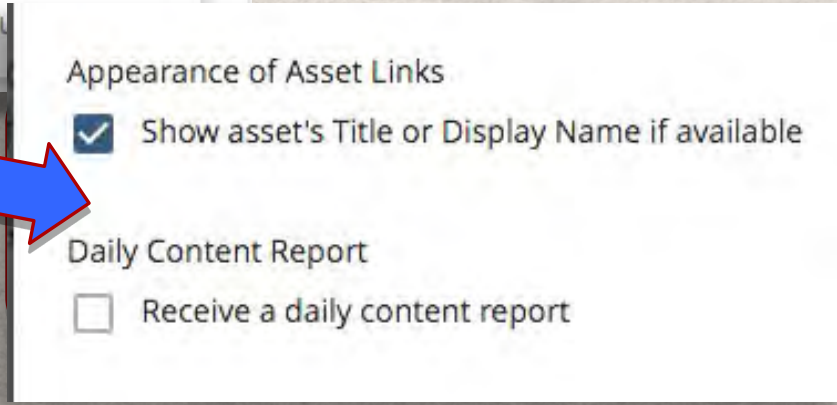 Appearance of Asset Links
Show asset's Title or Display Name if available
Daily Content Report
Receive a daily content report